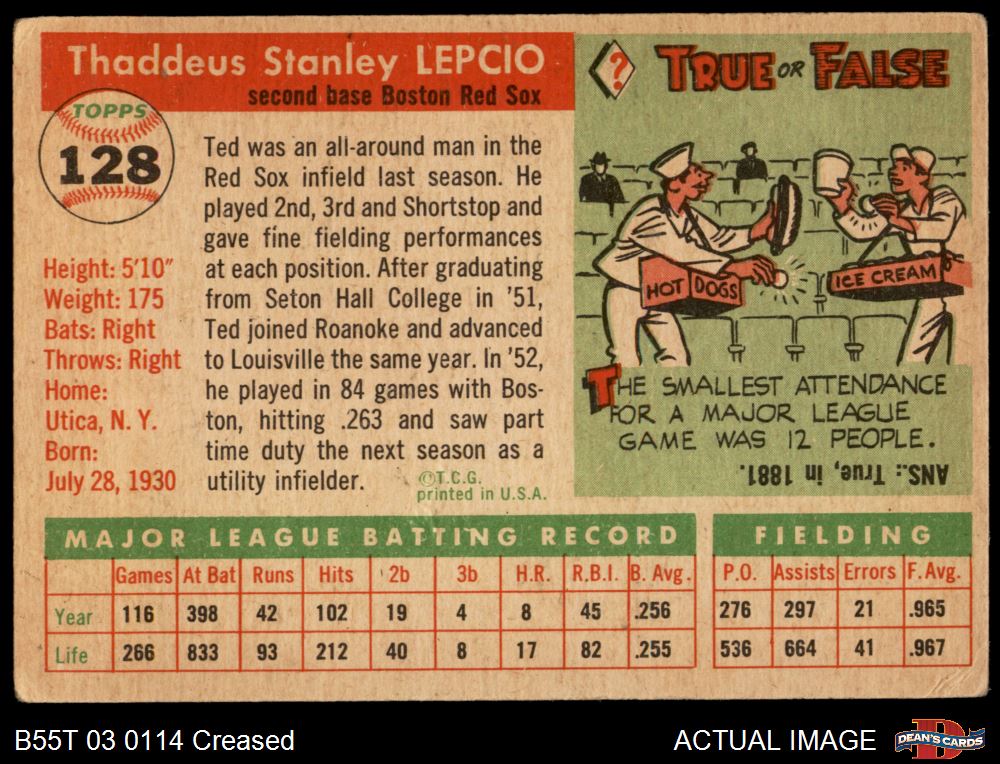 Thaddeus Stanley LEPCIO
second base Boston Red Sox
TOPPS
128
Height: 5'10"
Weight: 175
Bats: Right
Throws: Right
Home:
Utica, N. Y.
Born:
July 28, 1930
Ted was an all-around man in the
Red Sox infield last season. He
played 2nd, 3rd and Shortstop and
gave fine fielding performances
at each position. After graduating
from Seton Hall College in '51,
Ted joined Roanoke and advanced
to Louisville the same year. In '52,
he played in 84 games with Bos-
ton, hitting .263 and saw part
time duty the next season as a
utility infielder.
©T.C.G.
printed in U.S.A.
?
TRUE OR FALSE
HOT DOGS
ICE CREAM
THE SMALLEST ATTENDANCE
FOR A MAJOR LEAGUE
GAME WAS 12 PEOPLE.
ANS.: True, in 1881.
MAJOR LEAGUE BATTING RECORD
Games At Bat Runs Hits 2b 3b H.R. R.B.I. B. Avg.
Year 116 398 42 102 19 4 8 45 .256
Life 266 833 93 212 40 8 17 82 .255
FIELDING
P.O. Assists Errors F. Avg.
276 297 21 .965
536 664 41 .967
B55T 03 0114 Creased
ACTUAL IMAGE
DEAN'S CARDS